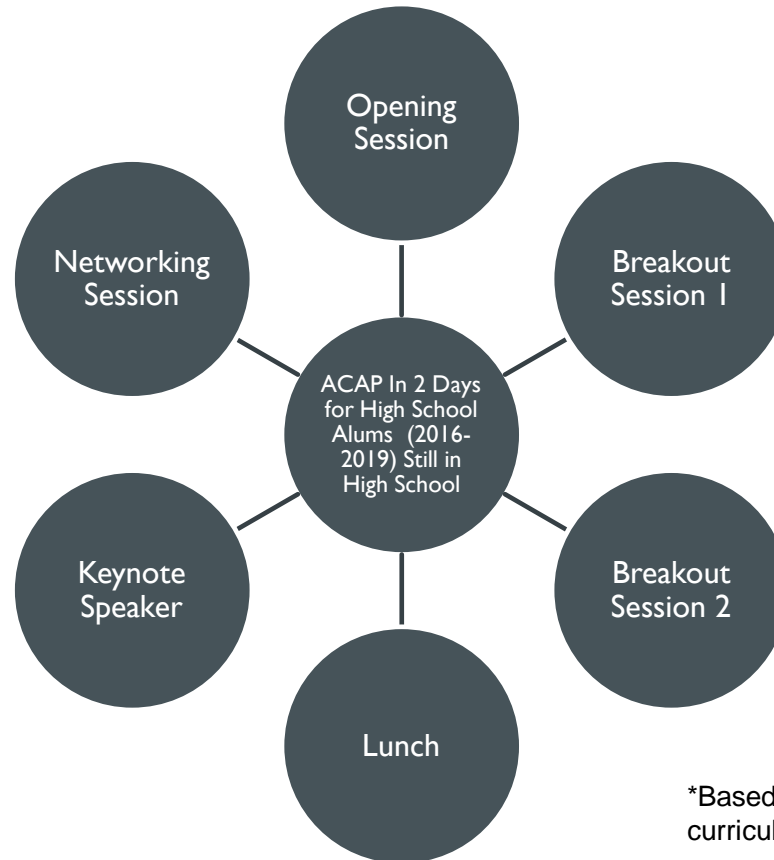 Opening
Session
Networking
Session
Breakout
Session 1
ACAP In 2 Days
for High School
Alums (2016-
2019) Still in
High School
Keynote
Speaker
Breakout
Session 2
Lunch
*Based